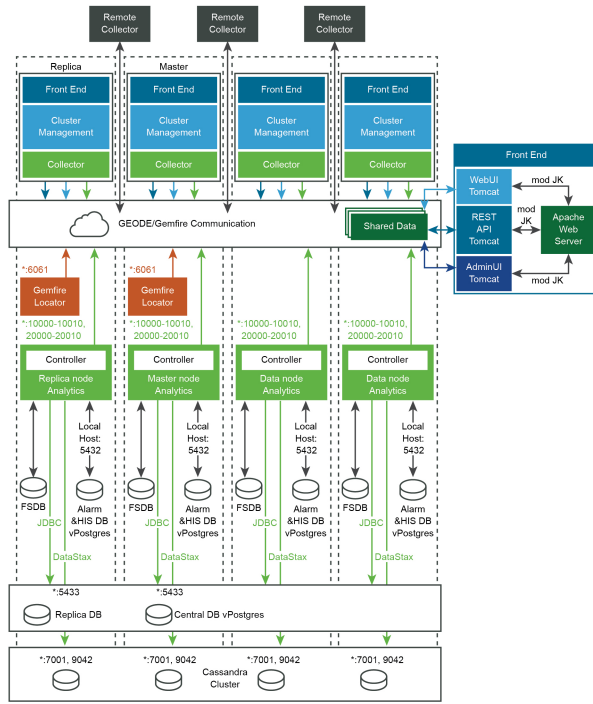 Remote
Collector
Remote
Collector
Remote
Collector
Replica
Master
Front End
Front End
Front End
Front End
Cluster
Management
Cluster
Management
Cluster
Management
Cluster
Management
Collector
Collector
Collector
Collector
Front End
WebUI
Tomcat
mod JK
REST
API
Tomcat
mod
JK
Apache
Web
Server
AdminUI
Tomcat
mod JK
GEODE/Gemfire Communication
Shared Data
*:6061
*:6061
Gemfire
Locator
Gemfire
Locator
*:10000-10010,
20000-20010
*:10000-10010,
20000-20010
*:10000-10010,
20000-20010
*:10000-10010,
20000-20010
Controller
Controller
Controller
Controller
Replica node
Analytics
Master node
Analytics
Data node
Analytics
Data node
Analytics
Local
Host:
5432
Local
Host:
5432
Local
Host:
5432
Local
Host:
5432
FSDB
Alarm
&HIS DB
vPostgres
FSDB
Alarm
&HIS DB
vPostgres
FSDB
Alarm
&HIS DB
vPostgres
FSDB
Alarm
&HIS DB
vPostgres
JDBC
JDBC
JDBC
JDBC
DataStax
DataStax
DataStax
DataStax
*:5433
*:5433
Replica DB
Central DB vPostgres
*:7001, 9042
*:7001, 9042
*:7001, 9042
*:7001, 9042
Cassandra
Cluster